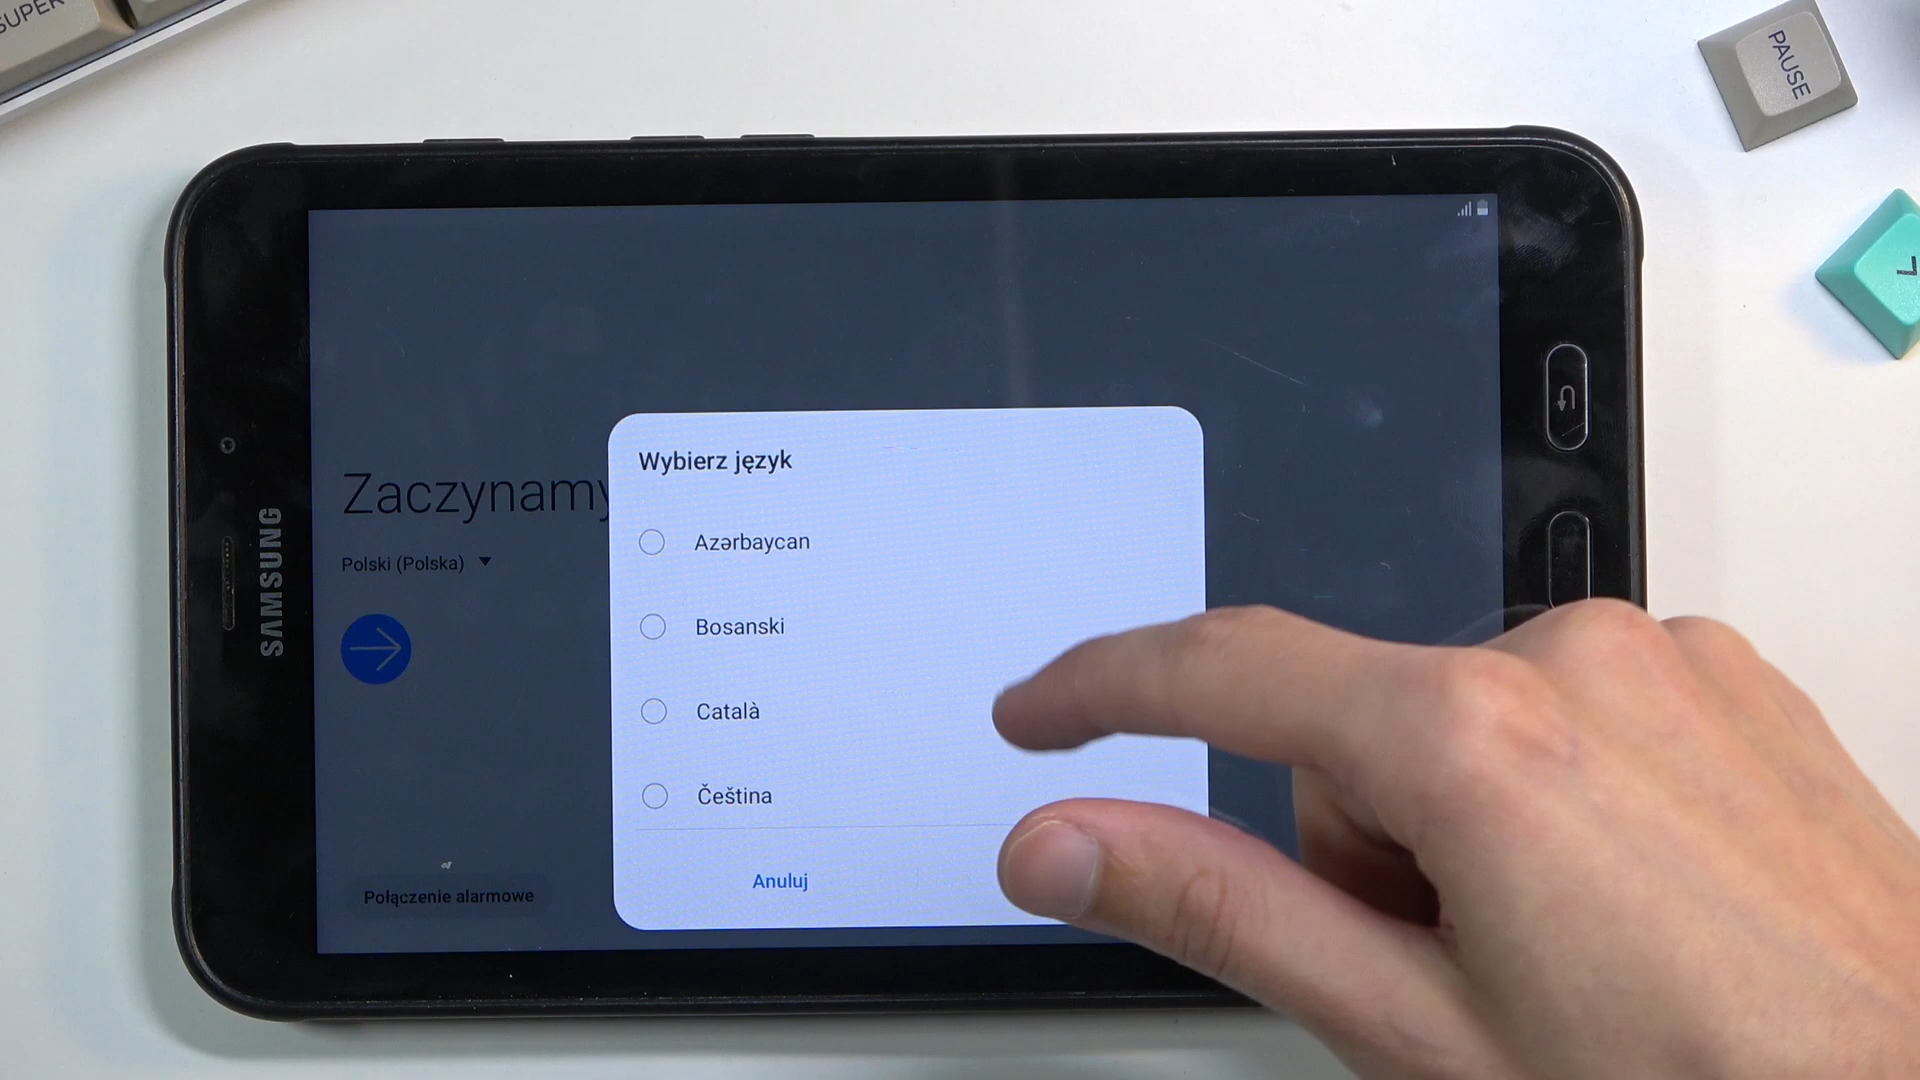 SUPER
PAUSE
SAMSUNG
Zaczynamy
Polski (Polska)
Połączenie alarmowe
Wybierz język
Azərbaycan
Bosanski
Català
Čeština
Anuluj